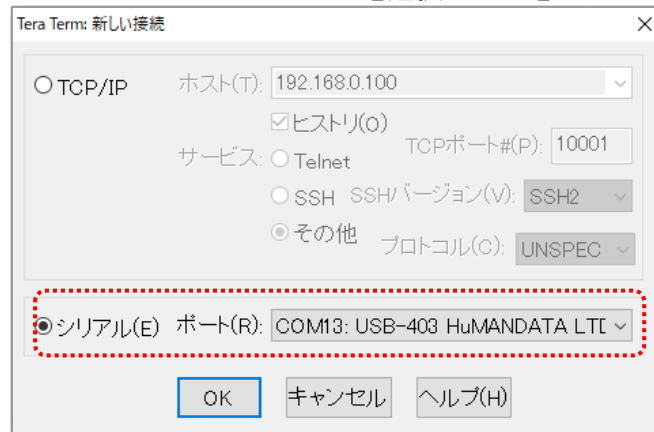 Tera Term: 新しい接続
TCP/IP ホスト(T): 192.168.0.100
ヒストリ(O)
サービス: Telnet TCPポート#(P): 10001
SSH SSHバージョン(V): SSH2
その他 プロトコル(C): UNSPEC
シリアル(E) ポート(R): COM13: USB-403 HuMANDATA LTD
OK キャンセル ヘルプ(H)